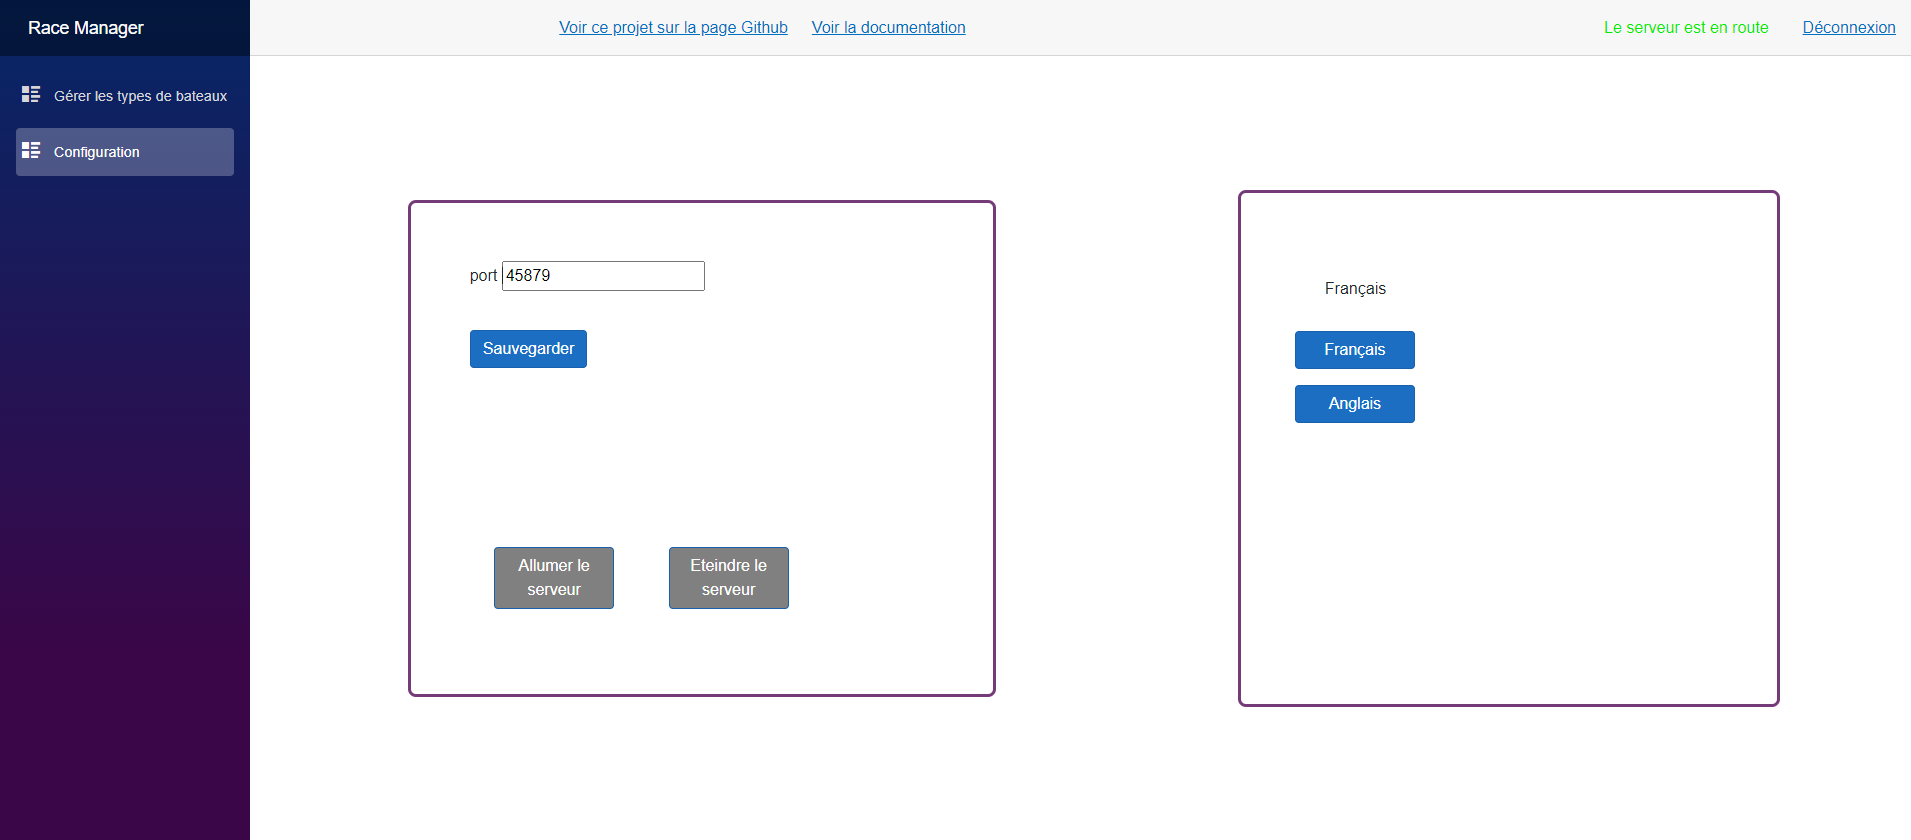 Race Manager
Voir ce projet sur la page Github
Voir la documentation
Le serveur est en route
Déconnexion
Gérer les types de bateaux
Configuration
port 45879
Sauvegarder
Allumer le
serveur
Eteindre le
serveur
Français
Français
Anglais